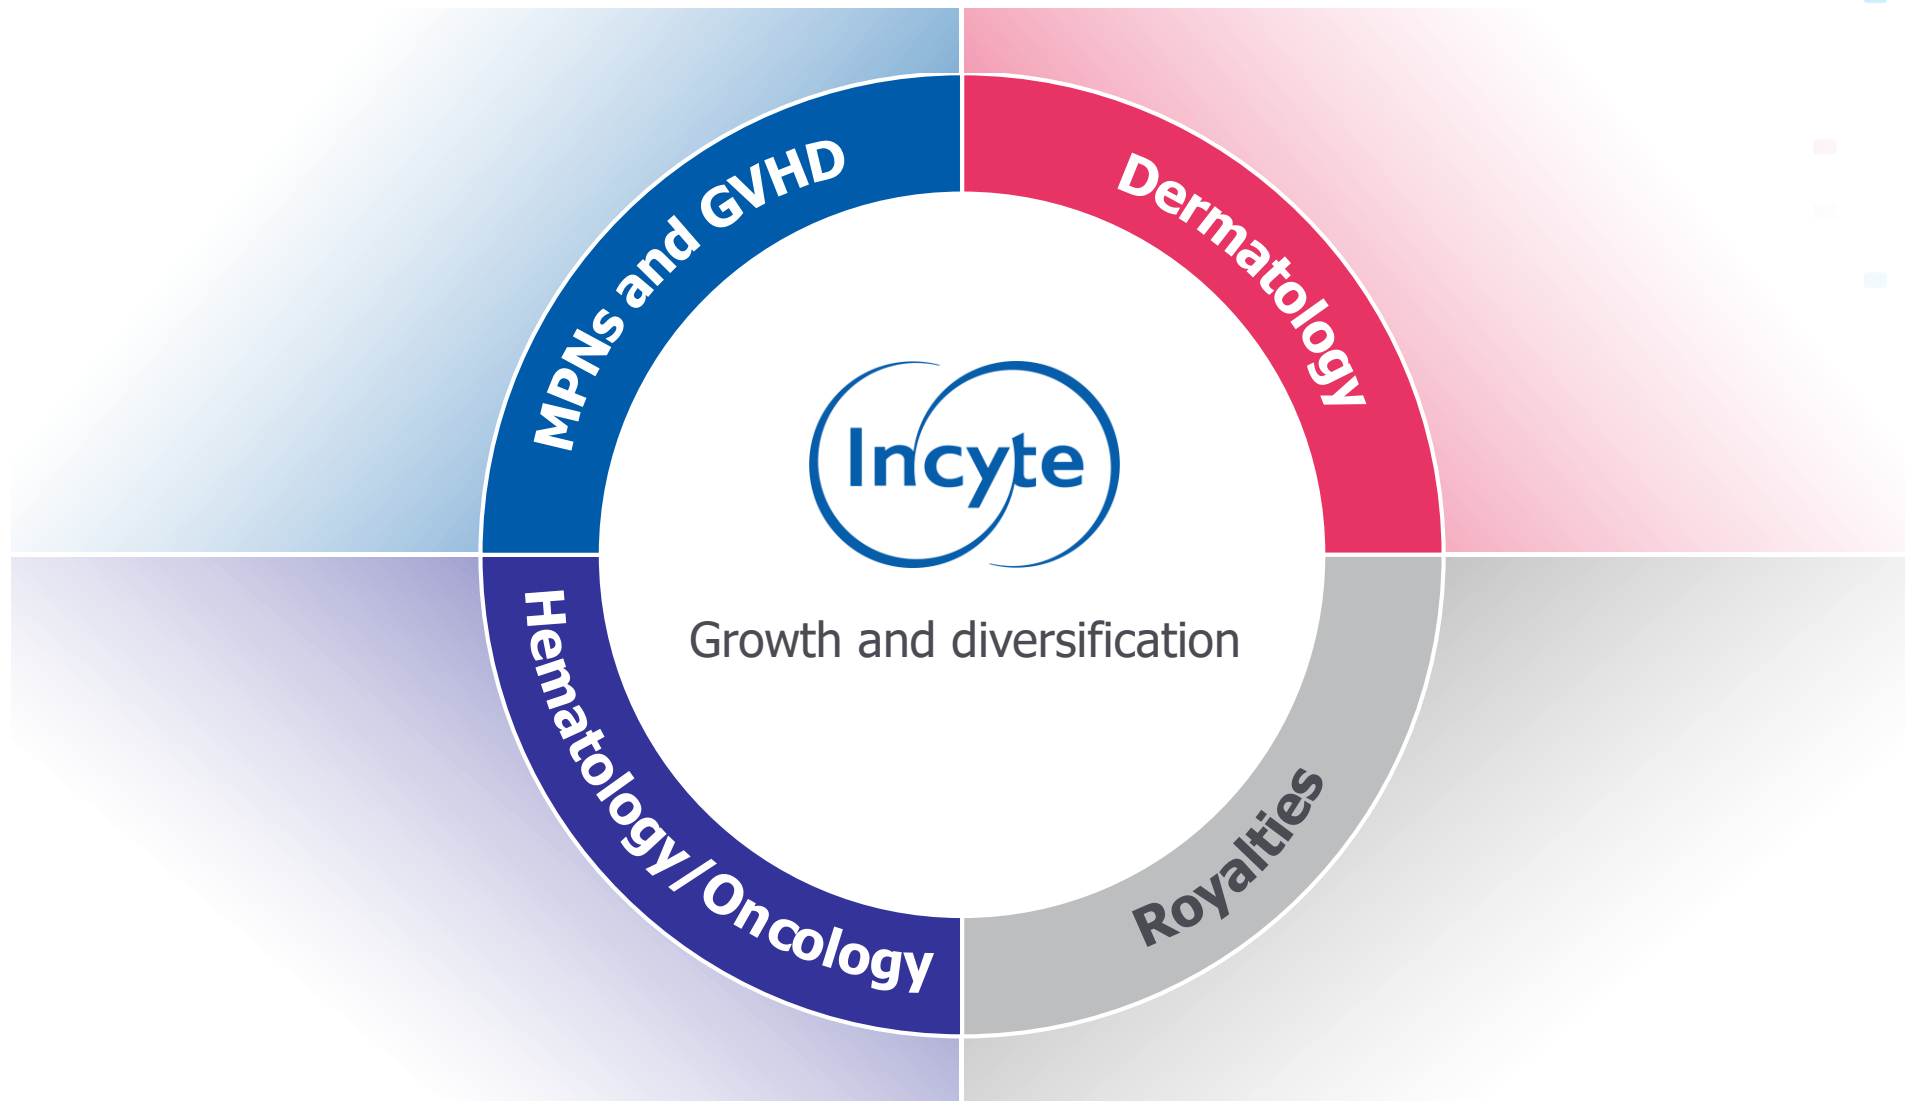 MPNs and GVHD
Dermatology
Incyte
Growth and diversification
Hematology/Oncology
Royalties